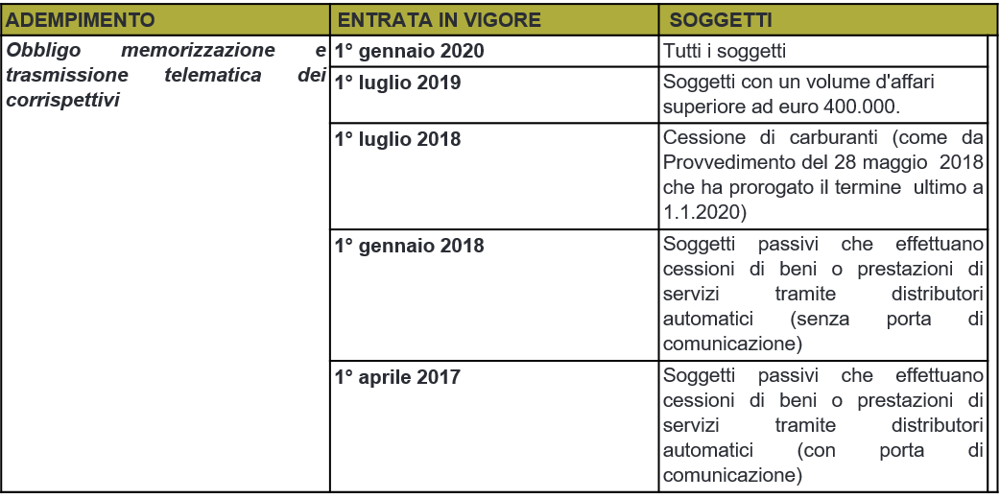 ADEMPIMENTO ENTRATA IN VIGORE SOGGETTI
Obbligo memorizzazione e
trasmissione telematica dei
corrispettivi
1° gennaio 2020
Tutti i soggetti
1° luglio 2019
Soggetti con un volume d'affari
superiore ad euro 400.000.
1° luglio 2018
Cessione di carburanti (come da
Provvedimento del 28 maggio 2018
che ha prorogato il termine ultimo a
1.1.2020)
1° gennaio 2018
Soggetti passivi che effettuano
cessioni di beni o prestazioni di
servizi tramite distributori
automatici (senza porta di
comunicazione)
1° aprile 2017
Soggetti passivi che effettuano
cessioni di beni o prestazioni di
servizi tramite distributori
automatici (con porta di
comunicazione)